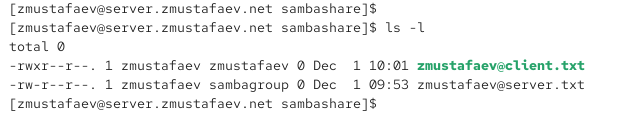 [zmustafaev@server.zmustafaev.net sambashare]$
[zmustafaev@server.zmustafaev.net sambashare]$ ls -l
total 0
-rwxr--r--. 1 zmustafaev zmustafaev 0 Dec  1 10:01 zmustafaev@client.txt
-rw-r--r--. 1 zmustafaev sambagroup 0 Dec  1 09:53 zmustafaev@server.txt
[zmustafaev@server.zmustafaev.net sambashare]$